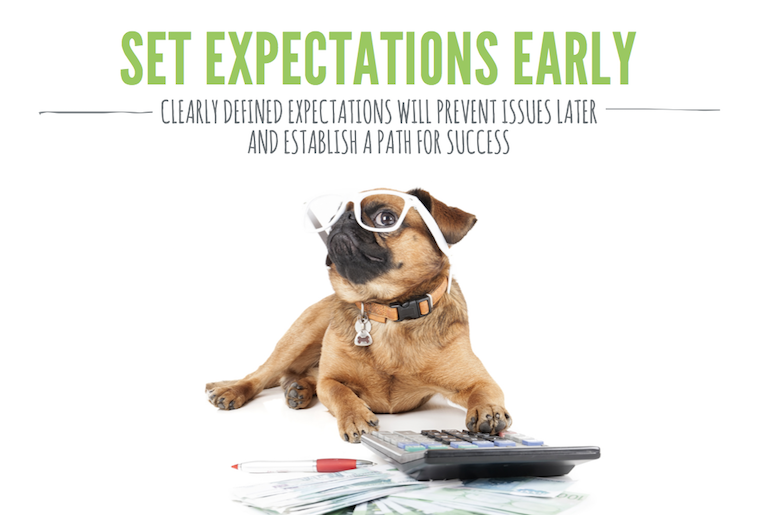 SET EXPECTATIONS EARLY
CLEARLY DEFINED EXPECTATIONS WILL PREVENT ISSUES LATER
AND ESTABLISH A PATH FOR SUCCESS